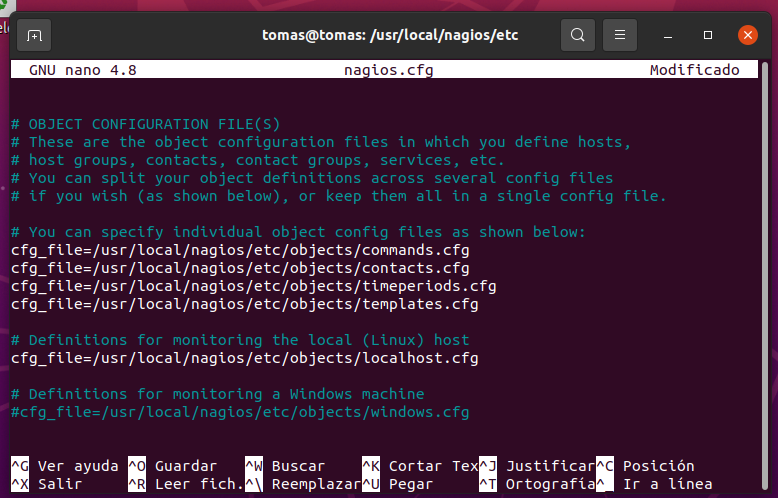 tomas@tomas: /usr/local/nagios/etc
GNU nano 4.8 nagios.cfg Modificado
# OBJECT CONFIGURATION FILE(S)
# These are the object configuration files in which you define hosts,
# host groups, contacts, contact groups, services, etc.
# You can split your object definitions across several config files
# if you wish (as shown below), or keep them all in a single config file.
# You can specify individual object config files as shown below:
cfg_file=/usr/local/nagios/etc/objects/commands.cfg
cfg_file=/usr/local/nagios/etc/objects/contacts.cfg
cfg_file=/usr/local/nagios/etc/objects/timeperiods.cfg
cfg_file=/usr/local/nagios/etc/objects/templates.cfg
# Definitions for monitoring the local (Linux) host
cfg_file=/usr/local/nagios/etc/objects/localhost.cfg
# Definitions for monitoring a Windows machine
#cfg_file=/usr/local/nagios/etc/objects/windows.cfg
^G Ver ayuda ^O Guardar ^W Buscar ^K Cortar Tex^J Justificar^C Posición
^X Salir ^R Leer fich.^\ Reemplazar^U Pegar ^T Ortografía^_ Ir a línea